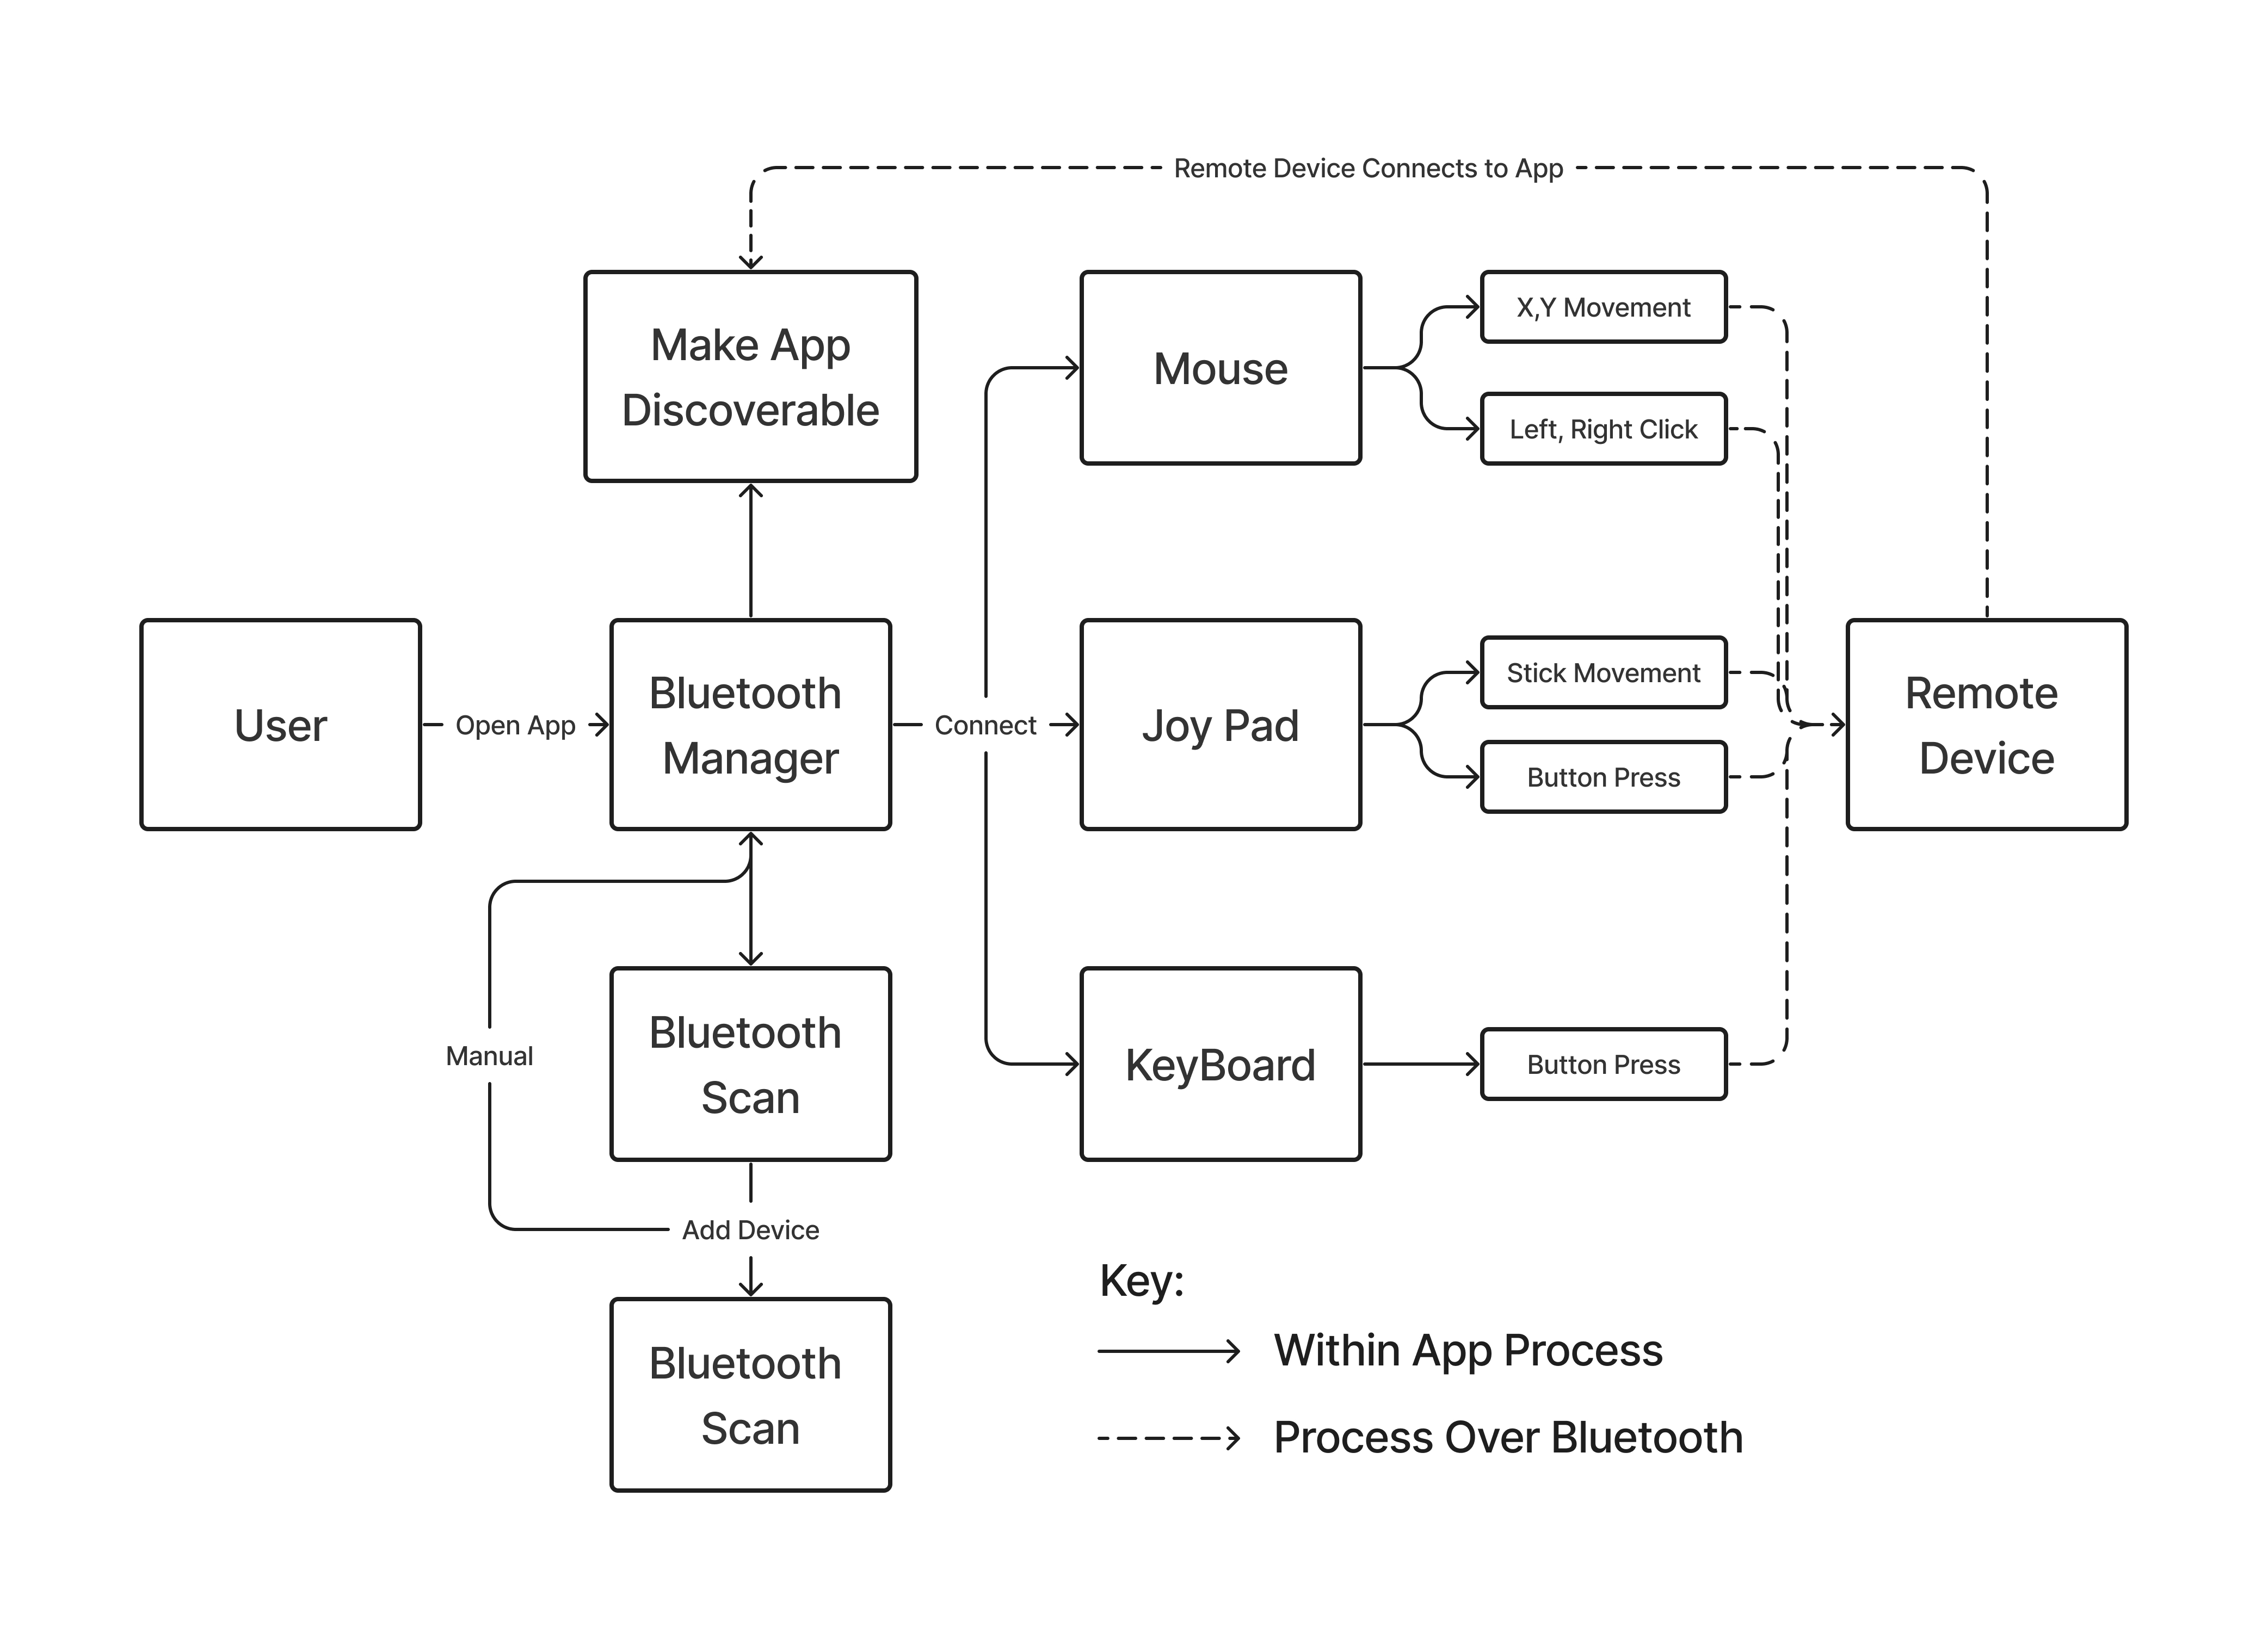 Remote Device Connects to App
Make App
Discoverable
Mouse
X,Y Movement
Left, Right Click
User
Open App
Bluetooth
Manager
Connect
Joy Pad
Stick Movement
Button Press
Remote
Device
Manual
Bluetooth
Scan
KeyBoard
Button Press
Add Device
Bluetooth
Scan
Key:
Within App Process
Process Over Bluetooth